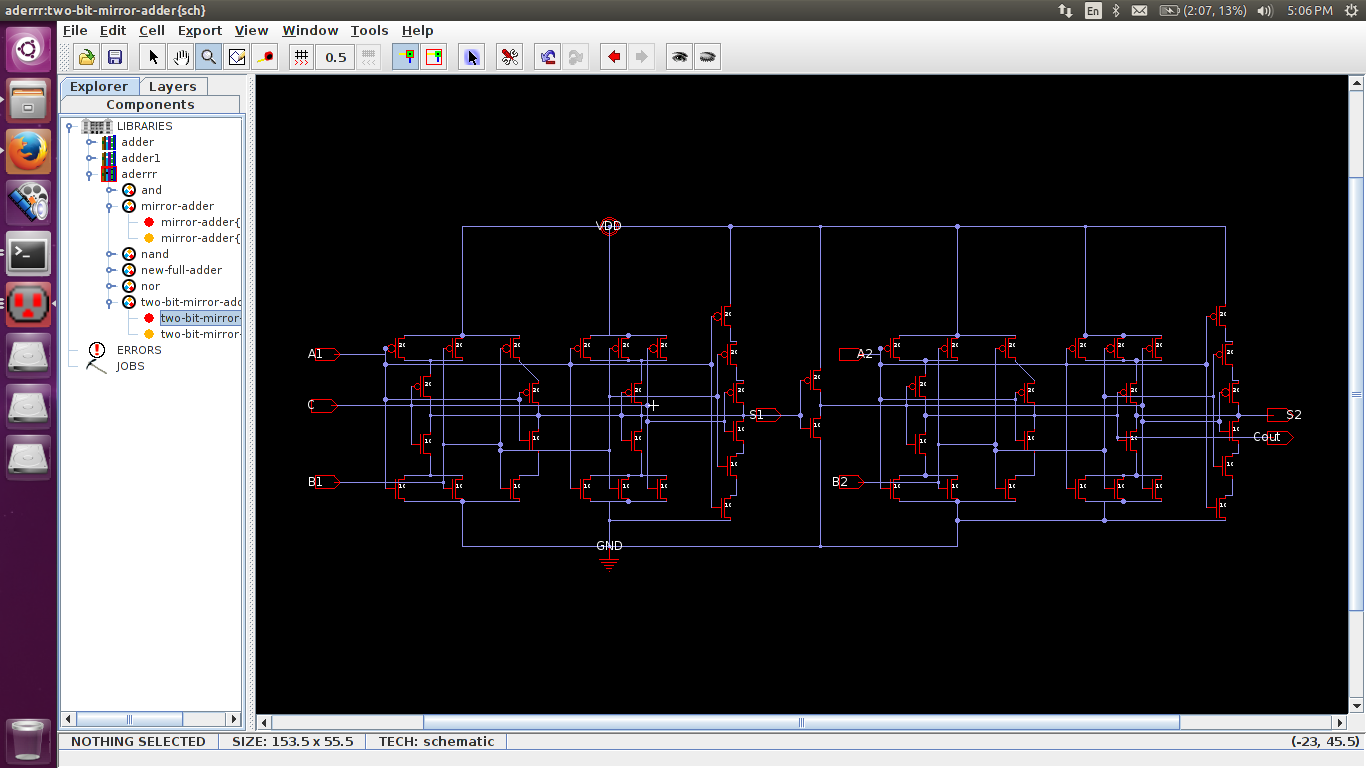 aderrr:two-bit-mirror-adder{sch}
En
(2:07, 13%)
5:06 PM
File Edit Cell Export View Window Tools Help
0.5
Explorer
Layers
Components
LIBRARIES
adder
adder1
aderrr
and
mirror-adder
mirror-adder{
mirror-adder{
nand
new-full-adder
nor
two-bit-mirror-add
two-bit-mirror-
two-bit-mirror-
ERRORS
JOBS
VDD
A1
A2
C
S1
S2
Cout
B1
B2
GND
NOTHING SELECTED
SIZE: 153.5 x 55.5
TECH: schematic
(-23, 45.5)